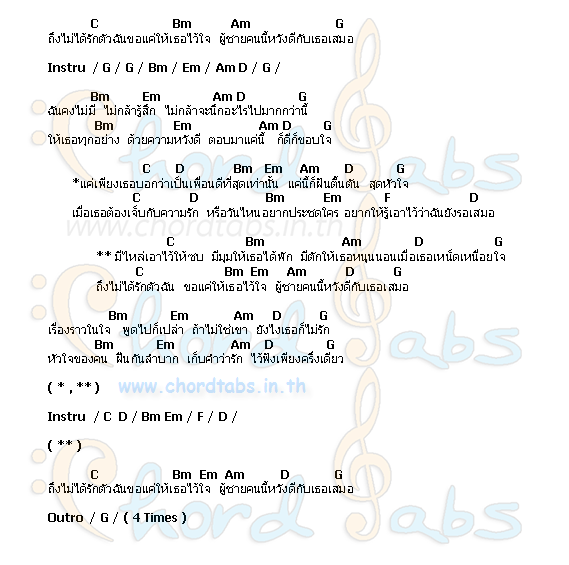 C Bm Am G
ถึงไม่ได้รักตัวฉันขอแค่ให้เธอไว้ใจ ผู้ชายคนนี้หวังดีกับเธอเสมอ
Instru / G / G / Bm / Em / Am D / G /
Bm Em Am D G
ฉันคงไม่มี ไม่กล้ารู้สึก ไม่กล้าจะนึกอะไรไปมากกว่านี้
Bm Em Am D G
ให้เธอทุกอย่าง ด้วยความหวังดี ตอบมาแค่นี้ ก็ดีก็ขอบใจ
C D Bm Em Am D G
*แค่เพียงเธอบอกว่าเป็นเพื่อนดีที่สุดเท่านั้น แค่นี้ก็ฝันตื้นตัน สุดหัวใจ
C D Bm Em F D
เมื่อเธอต้องเจ็บกับความรัก หรือวันไหนอยากประชดใคร อยากให้รู้เอาไว้ว่าฉันยังรอเสมอ
www.chordtabs.in.th
C Bm Am D G
** มีไหล่เอาไว้ให้ซบ มีมุมให้เธอได้พัก มีตักให้เธอหนุนนอนเมื่อเธอเหน็ดเหนื่อยใจ
C Bm Em Am D G
ถึงไม่ได้รักตัวฉัน ขอแค่ให้เธอไว้ใจ ผู้ชายคนนี้หวังดีกับเธอเสมอ
Bm Em Am D G
เรื่องราวในใจ พูดไปก็เปล่า ถ้าไม่ใช่เขา ยังไงเธอก็ไม่รัก
Bm Em Am D G
หัวใจของคน ฝืนกันลำบาก เก็บคำว่ารัก ไว้ฟังเพียงครึ่งเดียว
( * , ** )
www.chordtabs.in.th
Instru / C D / Bm Em / F / D /
( ** )
C Bm Em Am D G
ถึงไม่ได้รักตัวฉันขอแค่ให้เธอไว้ใจ ผู้ชายคนนี้หวังดีกับเธอเสมอ
Outro / G / ( 4 Times )